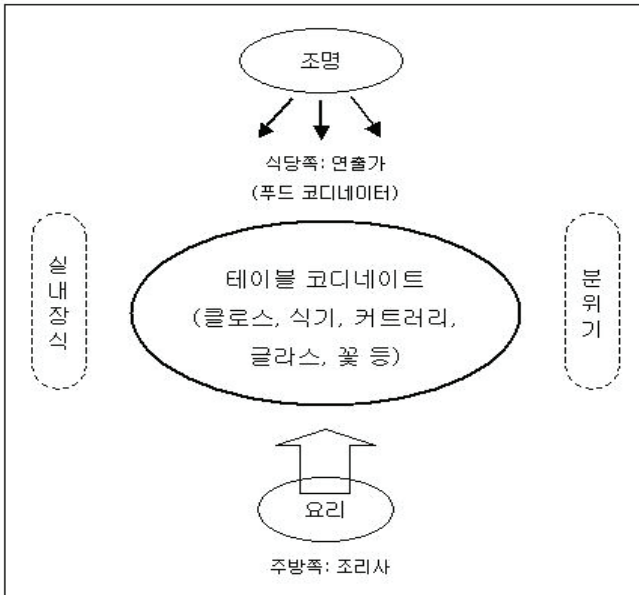 조명
식당쪽: 연출가
(푸드 코디네이터)
실내장식
테이블 코디네이트
(클로스, 식기, 커트러리,
글라스, 꽃 등)
분위기
요리
주방쪽: 조리사